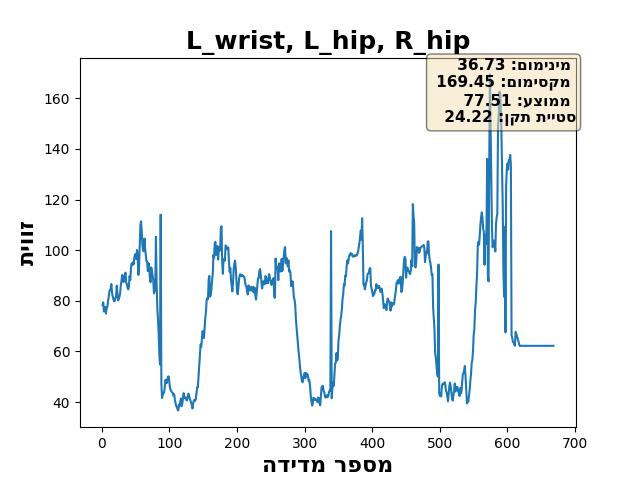 L_wrist, L_hip, R_hip
מינימום: 36.73
מקסימום: 169.45
ממוצע: 77.51
סטיית תקן: 24.22
זווית
160
140
120
100
80
60
40
0 100 200 300 400 500 600 700
מספר מדידה